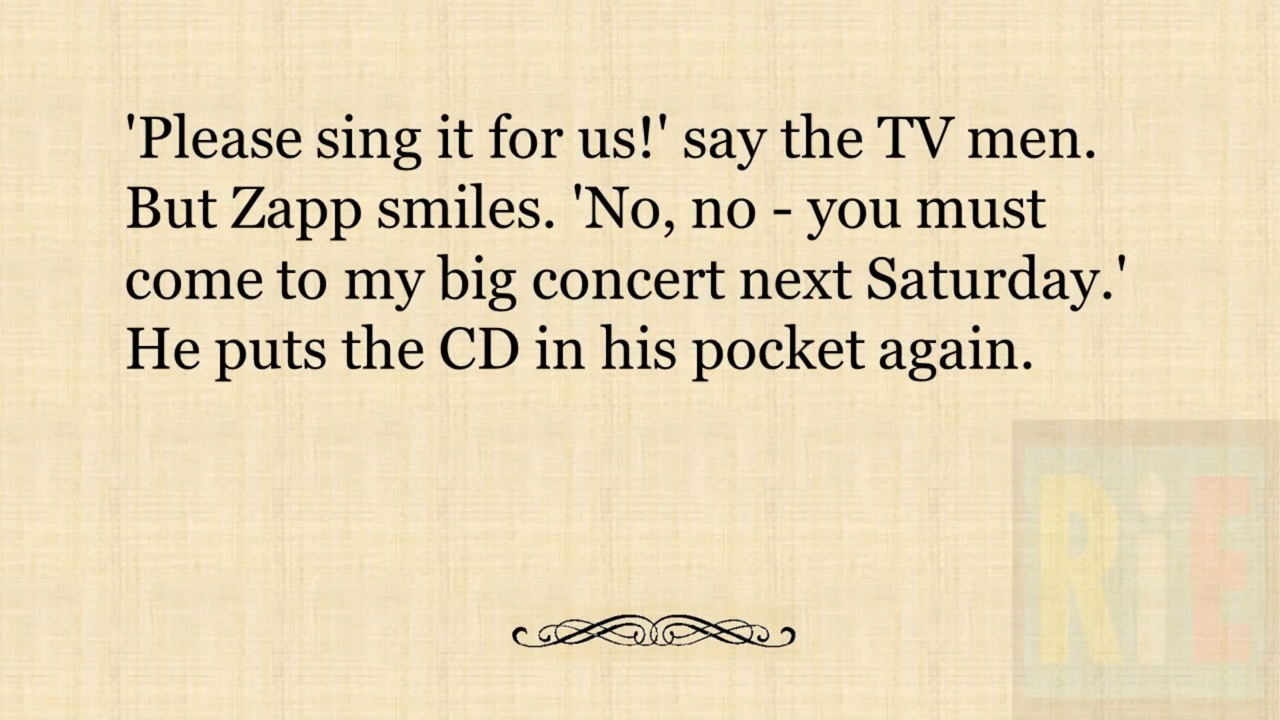 'Please sing it for us!' say the TV men.
But Zapp smiles. 'No, no - you must
come to my big concert next Saturday.'
He puts the CD in his pocket again.
RiE